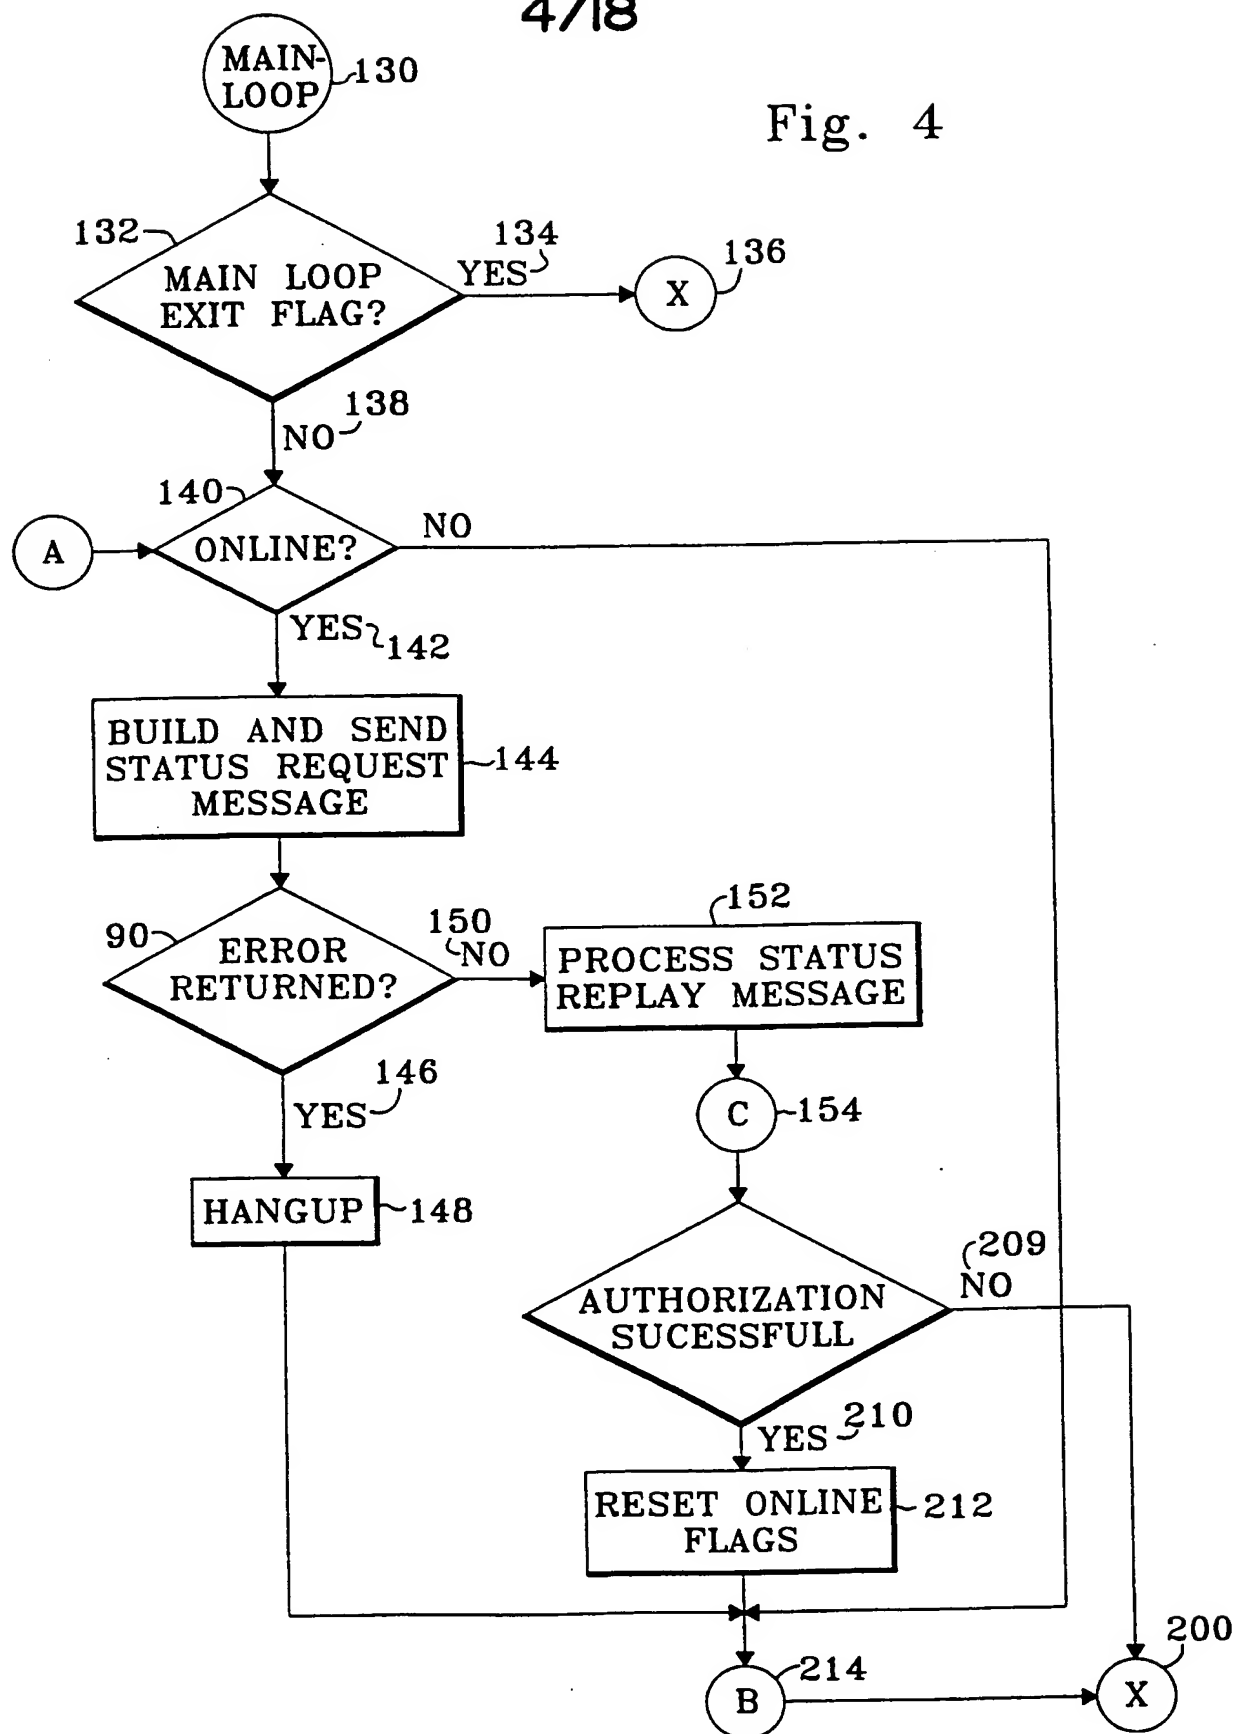 4/18
MAIN-
LOOP
130
Fig. 4
132
MAIN LOOP
EXIT FLAG?
134
YES
X
136
138
NO
140
A
ONLINE?
NO
YES
142
BUILD AND SEND
STATUS REQUEST
MESSAGE
144
90
ERROR
RETURNED?
150
NO
152
PROCESS STATUS
REPLAY MESSAGE
146
YES
C
154
HANGUP
148
AUTHORIZATION
SUCESSFULL
209
NO
210
YES
RESET ONLINE
FLAGS
212
B
214
X
200